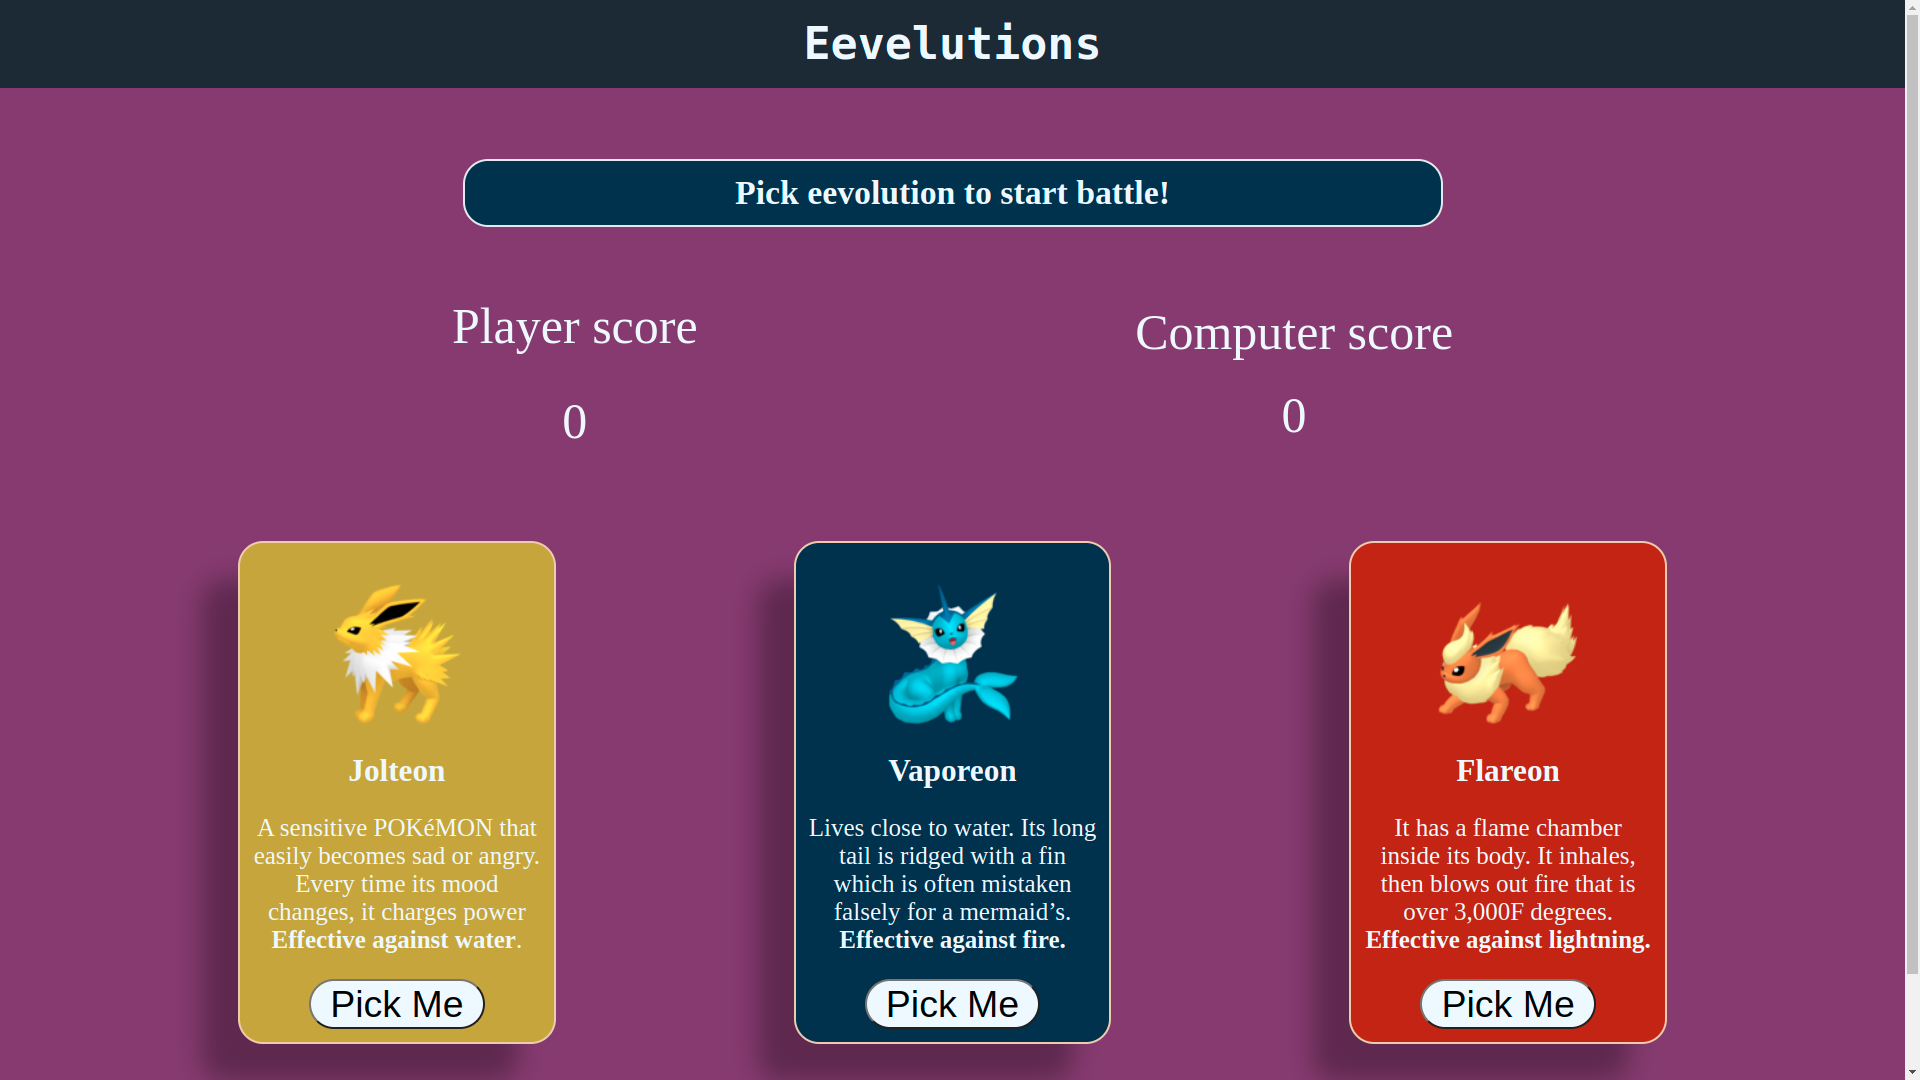 Eevelutions
Pick eevolution to start battle!
Player score
Computer score
0
0
Jolteon
A sensitive POKéMON that
easily becomes sad or angry.
Every time its mood
changes, it charges power
Effective against water.
Pick Me
Vaporeon
Lives close to water. Its long
tail is ridged with a fin
which is often mistaken
falsely for a mermaid’s.
Effective against fire.
Pick Me
Flareon
It has a flame chamber
inside its body. It inhales,
then blows out fire that is
over 3,000F degrees.
Effective against lightning.
Pick Me